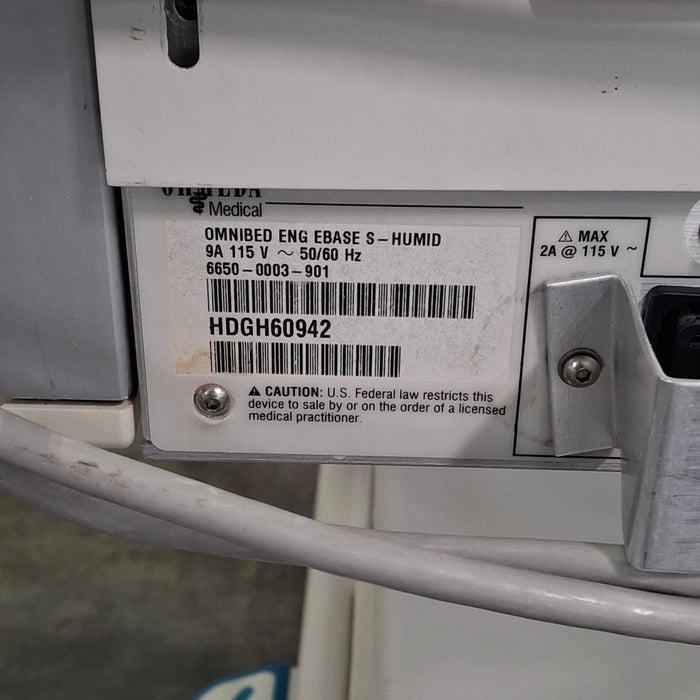 OHMEDA
Medical
OMNIBED ENG EBASE S-HUMID
9A 115 V ~ 50/60 Hz
6650-0003-901
HDGH60942
⚠ CAUTION: U.S. Federal law restricts this
device to sale by or on the order of a licensed
medical practitioner.
⚠ MAX
2A @ 115 V ~